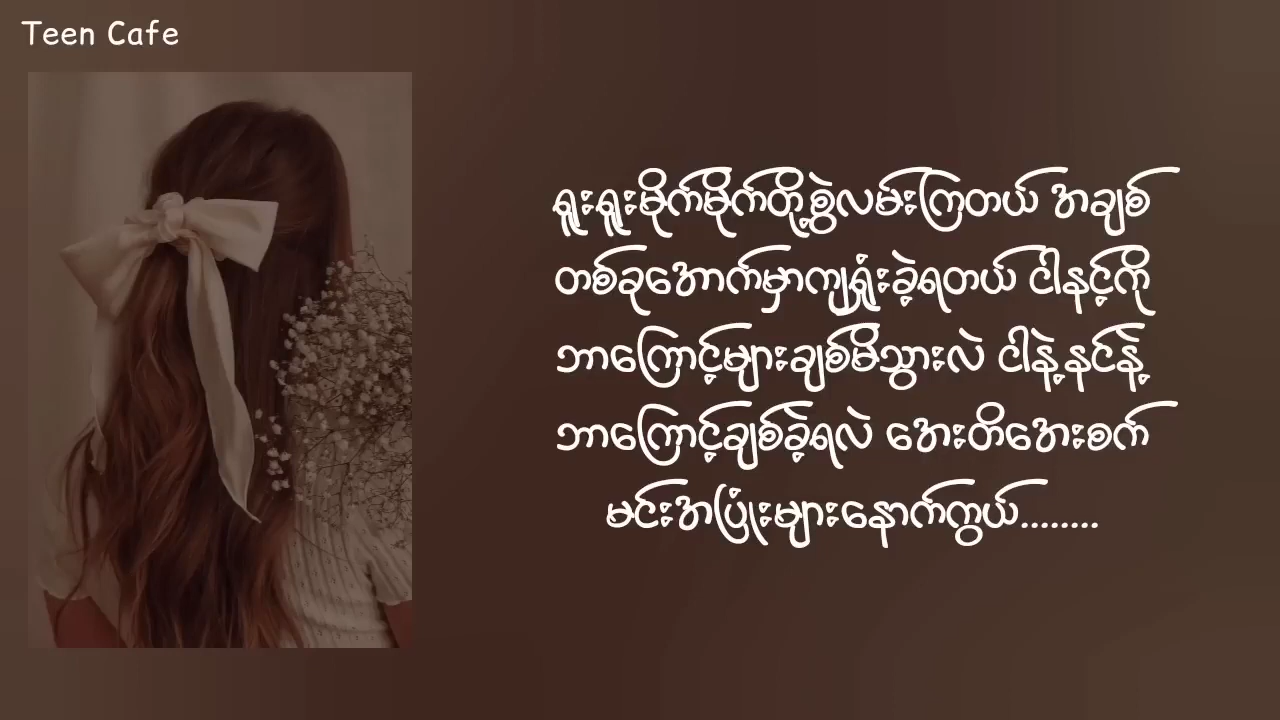 Teen Cafe
ရူးရူးမိုက်မိုက်တို့စွဲလမ်းကြတယ် အချစ်
တစ်ခုအောက်မှာကျရှုံးခဲ့ရတယ် ငါနင့်ကို
ဘာကြောင့်များချစ်မိသွားလဲ ငါနဲ့နင်နဲ့
ဘာကြောင့်ချစ်ခဲ့ရလဲ အေးတိအေးစက်
မင်းအပြုံးများနောက်ကွယ်........